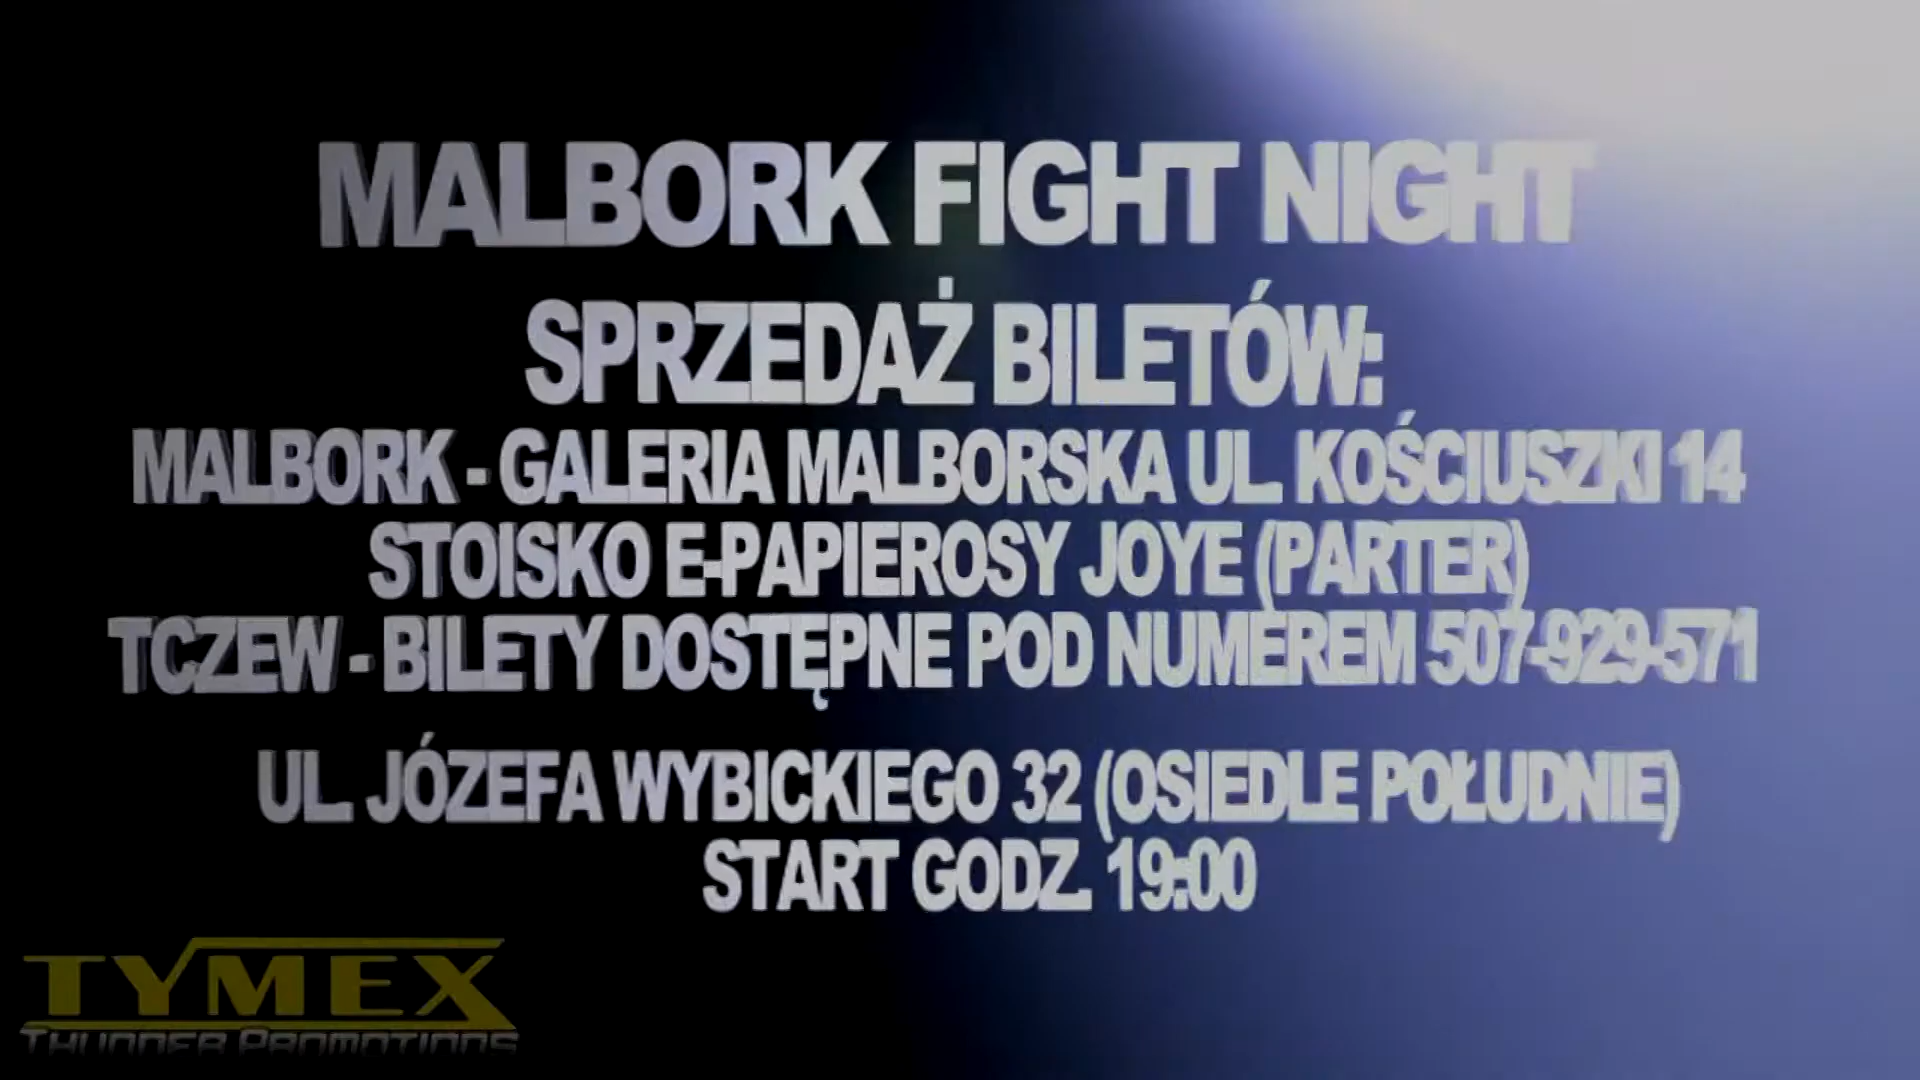 MALBORK FIGHT NIGHT
SPRZEDAŻ BILETÓW:
MALBORK - GALERIA MALBORSKA UL. KOŚCIUSZKI 14
STOISKO E-PAPIEROSY JOYE (PARTER)
TCZEW - BILETY DOSTĘPNE POD NUMEREM 507-929-571
UL. JÓZEFA WYBICKIEGO 32 (OSIEDLE POŁUDNIE)
START GODZ. 19:00
TYMEX
THUNDER PROMOTIONS